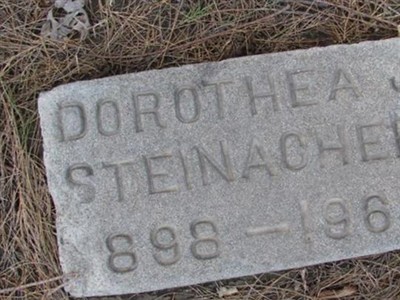 DOROTHEA J
STEINACHE
898 — 196